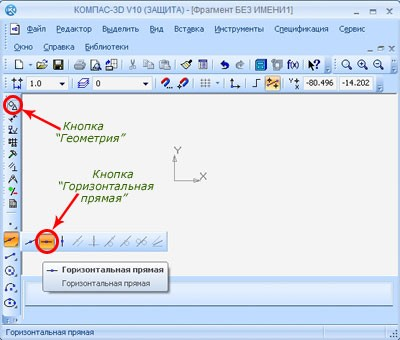 КОМПАС-3D V10 (ЗАЩИТА) - [Фрагмент БЕЗ ИМЕНИ1]
Файл Редактор Выделить Вид Вставка Инструменты Спецификация Сервис
Окно Справка Библиотеки
f(x)
1.0 0 -80.496 -14.202
Кнопка
"Геометрия"
Кнопка
"Горизонтальная
прямая"
Y
X
Горизонтальная прямая
Горизонтальная прямая
Горизонтальная прямая